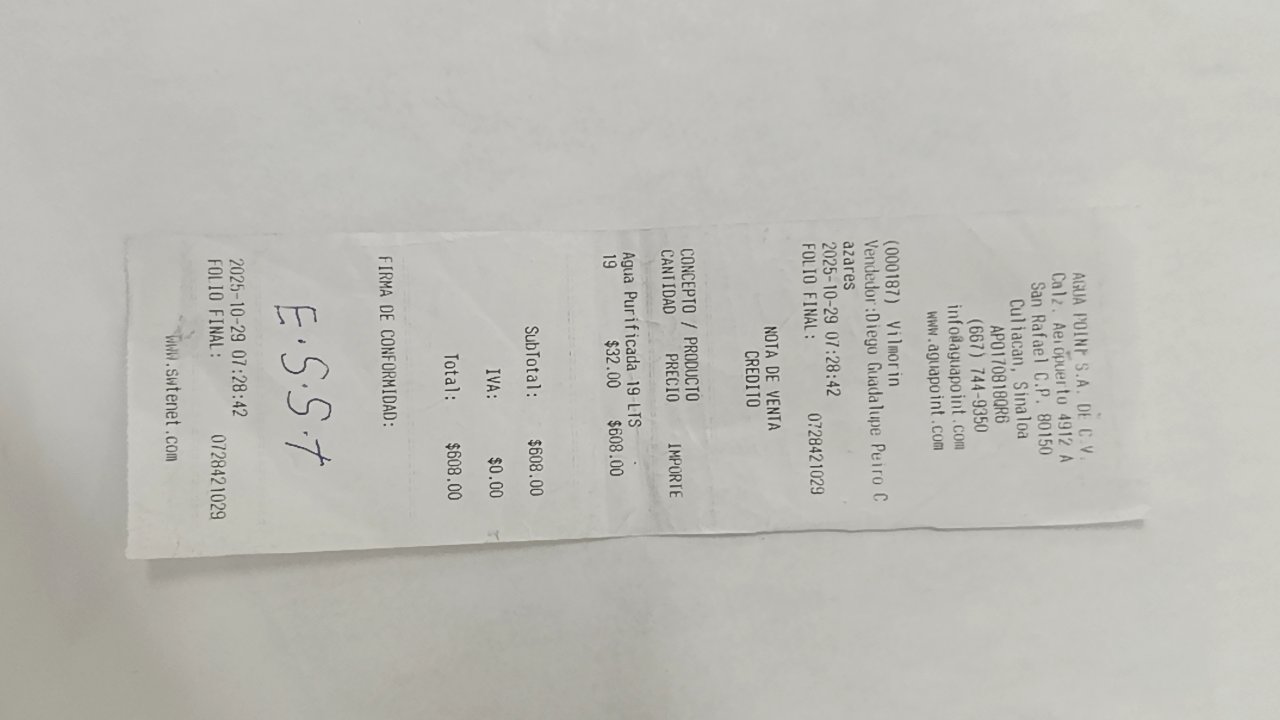 AGUA POINT S.A. DE C.V.
Calz. Aeropuerto 4912 A
San Rafael C.P. 80150
Culiacan, Sinaloa
APO170818QR6
(667) 744-9350
info@aguapoint.com
www.aguapoint.com
(000187) Vilmorin
Vendedor:Diego Guadalupe Peiro C
azares
2025-10-29 07:28:42
FOLIO FINAL: 0728421029
NOTA DE VENTA
CREDITO
CONCEPTO / PRODUCTO
CANTIDAD PRECIO IMPORTE
Agua Purificada 19 LTS
19 $32.00 $608.00
SubTotal: $608.00
IVA: $0.00
Total: $608.00
FIRMA DE CONFORMIDAD:
E.S.S.T
2025-10-29 07:28:42
FOLIO FINAL: 0728421029
www.swfenet.com